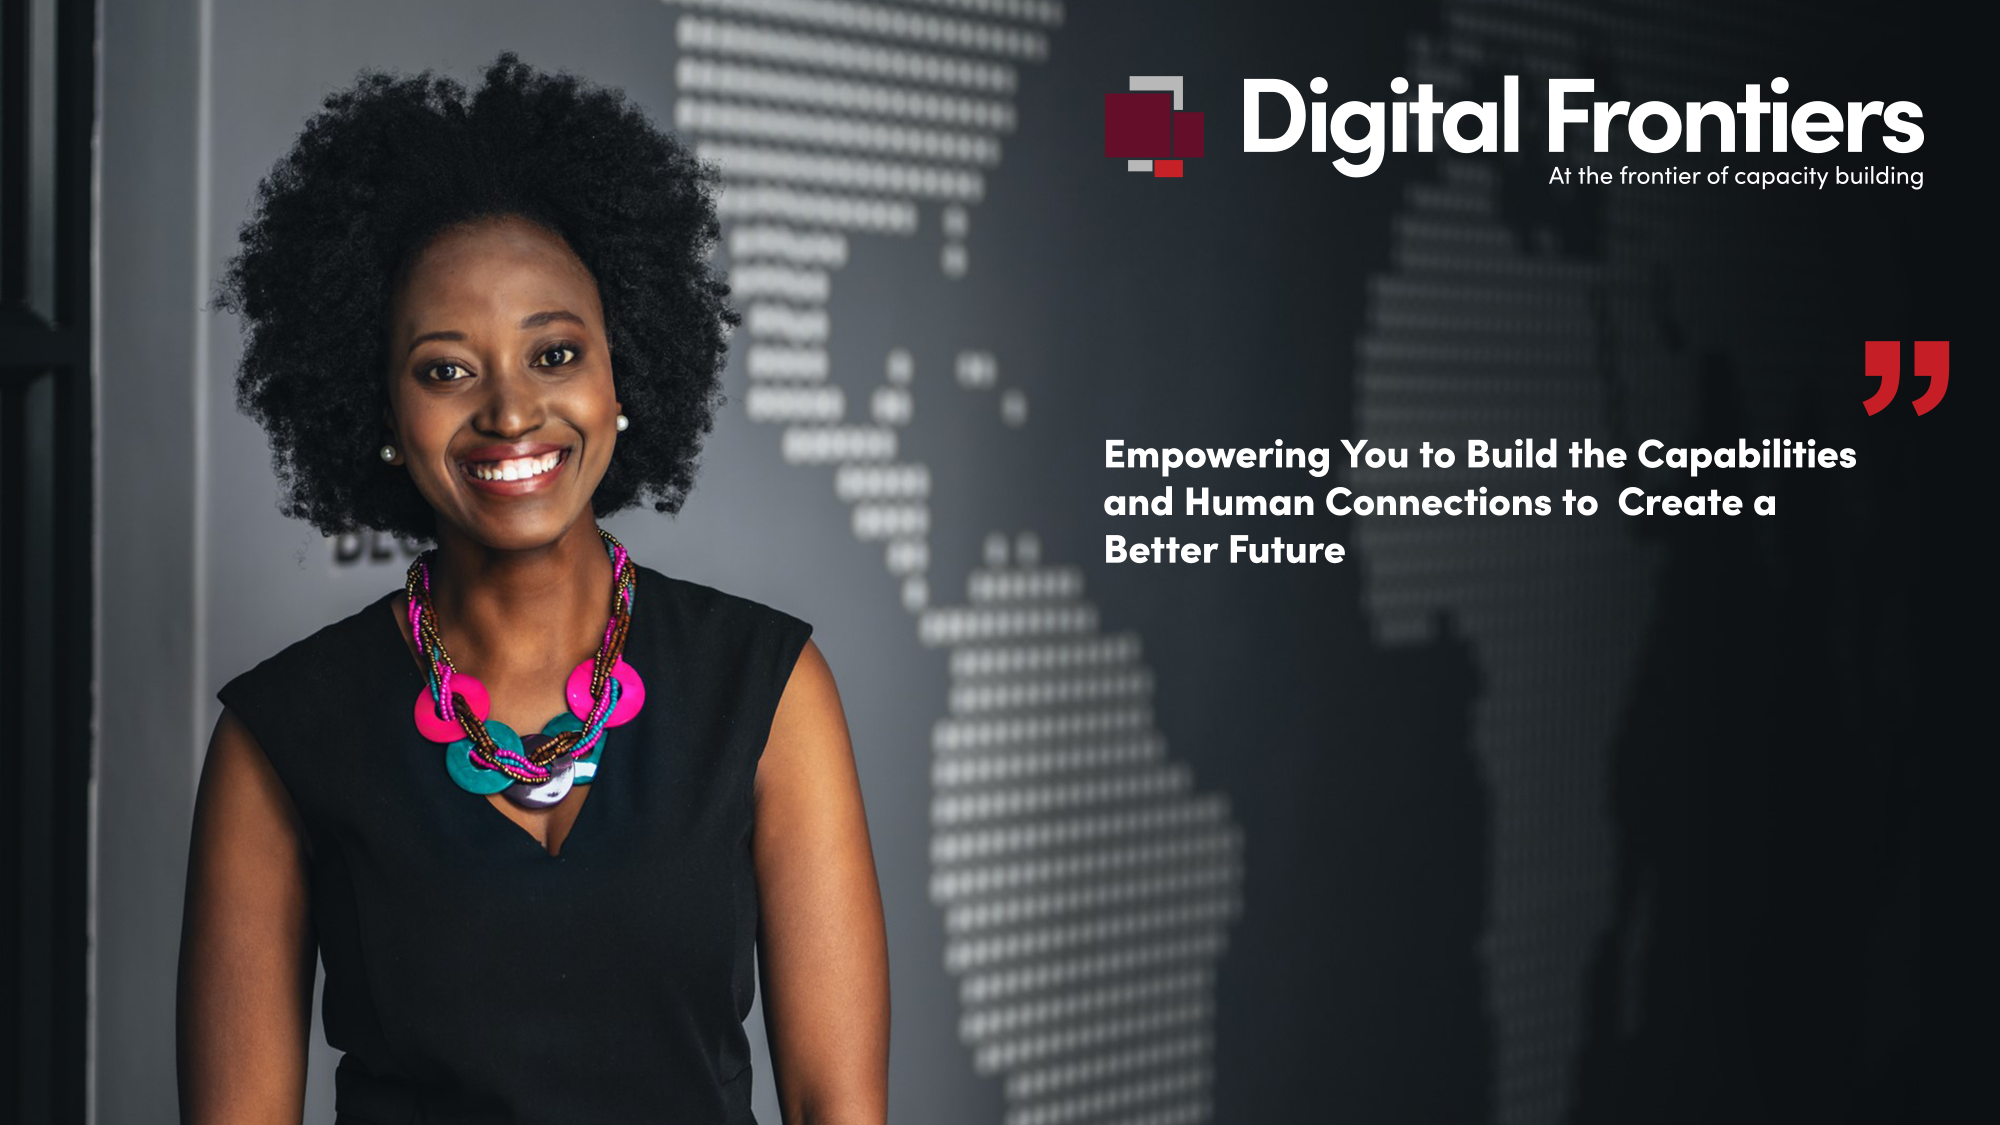 Digital Frontiers
At the frontier of capacity building
”
Empowering You to Build the Capabilities
and Human Connections to  Create a
Better Future